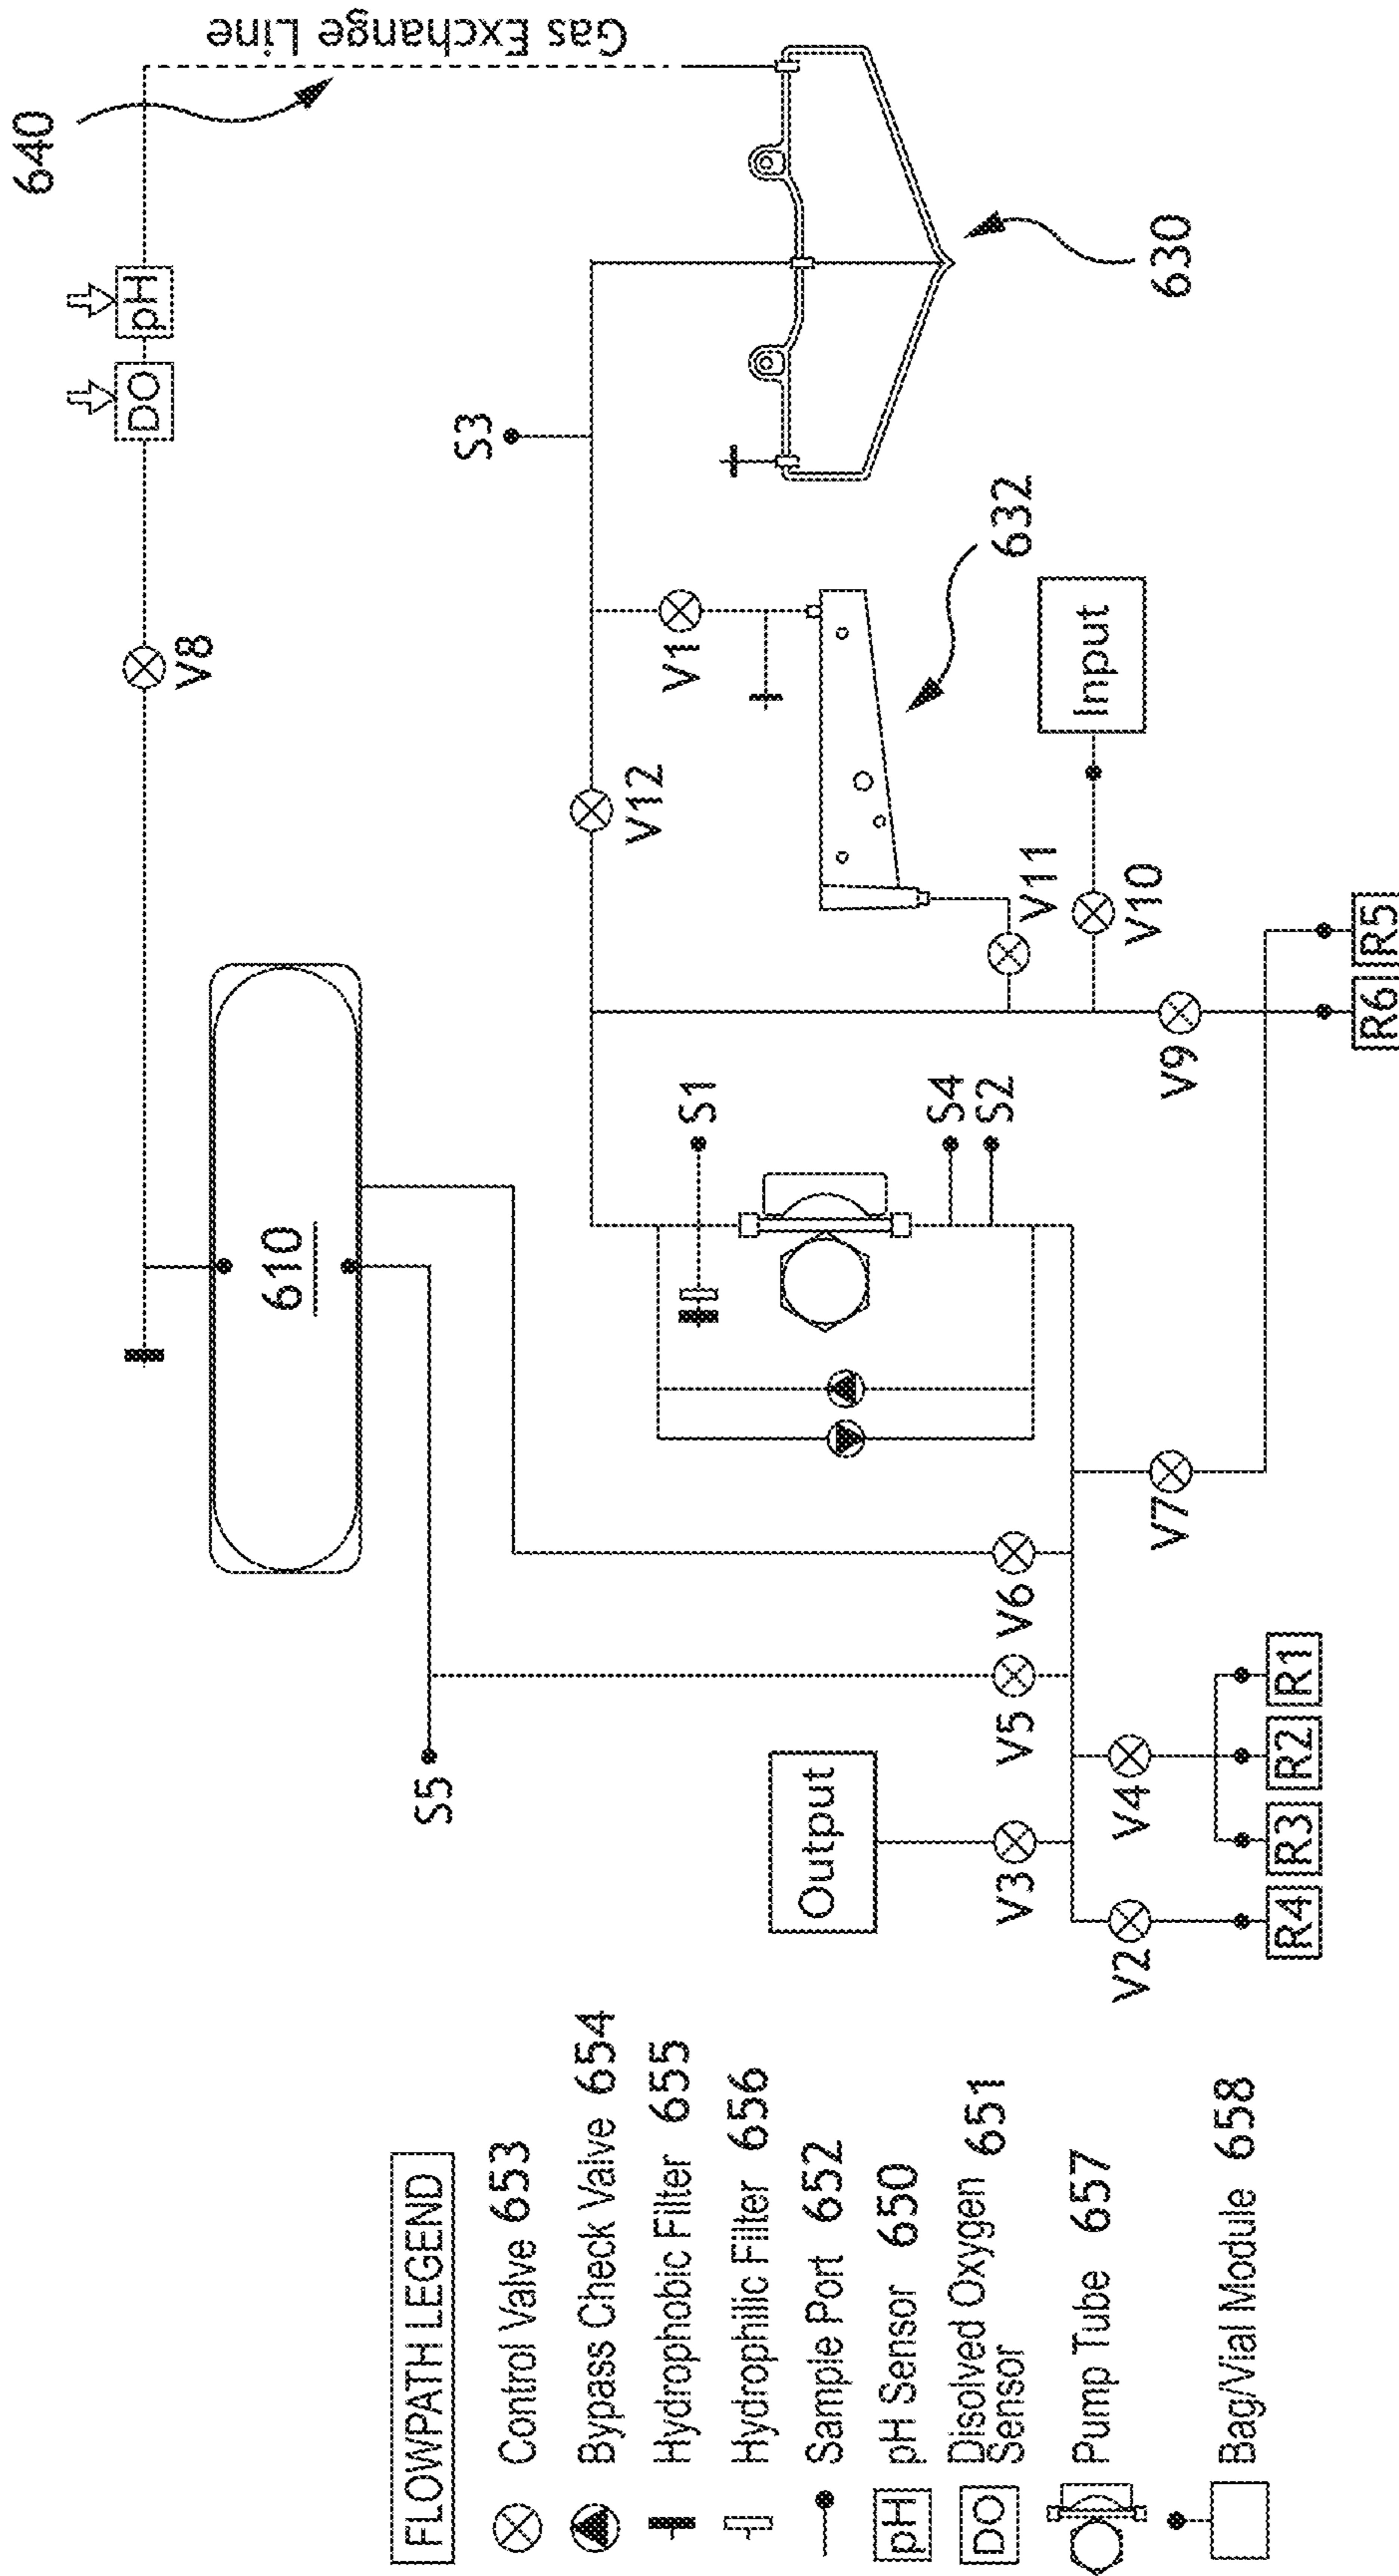 FLOWPATH LEGEND
Control Valve 653
Bypass Check Valve 654
Hydrophobic Filter 655
Hydrophilic Filter 656
Sample Port 652
pH
pH Sensor 650
DO
Disolved Oxygen
Sensor 651
Pump Tube 657
Bag/Vial Module 658
640
Gas Exchange Line
pH
DO
V8
610
S5
S3
630
632
V1
V12
V11
V10
Input
V9
R6
R5
S1
S4
S2
V7
V6
V5
Output
V3
V4
V2
R4
R3
R2
R1